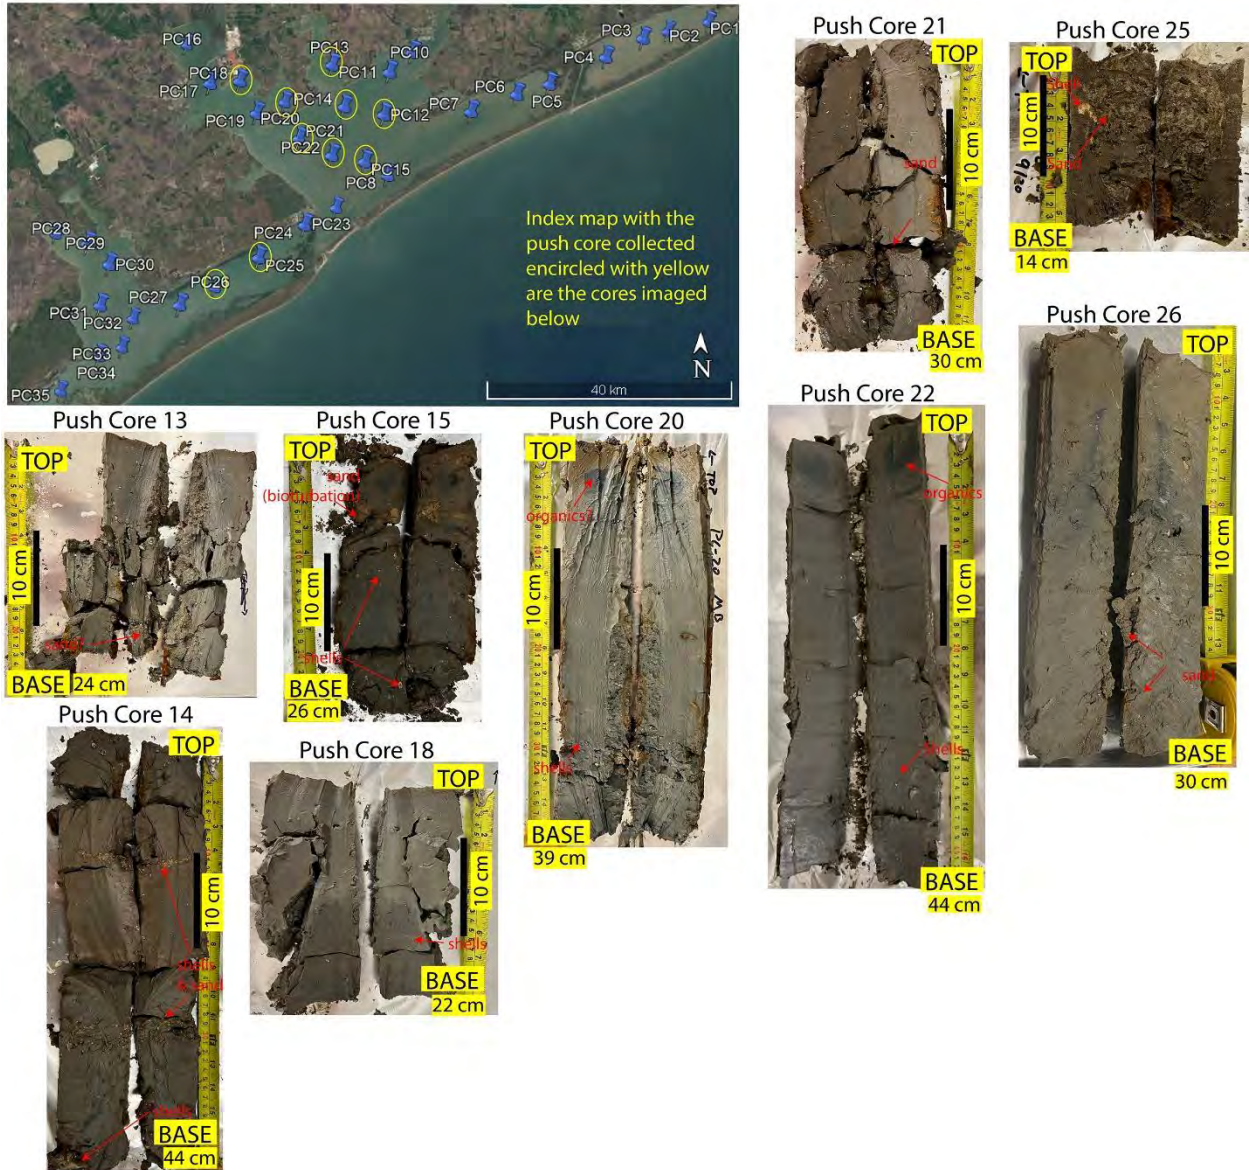 PC1
PC2
PC3
PC4
PC5
PC6
PC7
PC10
PC11
PC13
PC12
PC14
PC16
PC18
PC17
PC19
PC20
PC21
PC22
PC15
PC8
PC23
PC24
PC25
PC26
PC27
PC28
PC29
PC30
PC31
PC32
PC33
PC34
PC35
Index map with the
push core collected
encircled with yellow
are the cores imaged
below
N
40 km
Push Core 21
TOP
10 cm
sand
BASE
30 cm
Push Core 25
TOP
Shell
10 cm
sand
BASE
14 cm
Push Core 26
TOP
10 cm
sand
BASE
30 cm
Push Core 13
TOP
10 cm
BASE
24 cm
Push Core 15
TOP
sand
(bioturbation)
10 cm
shells
BASE
26 cm
Push Core 20
TOP
← TOP
organics?
PC-20 MB
10 cm
shells
BASE
39 cm
Push Core 22
TOP
organics
10 cm
shells
BASE
44 cm
Push Core 14
TOP
10 cm
shells
& sand
shells
BASE
44 cm
Push Core 18
TOP
10 cm
shells
BASE
22 cm